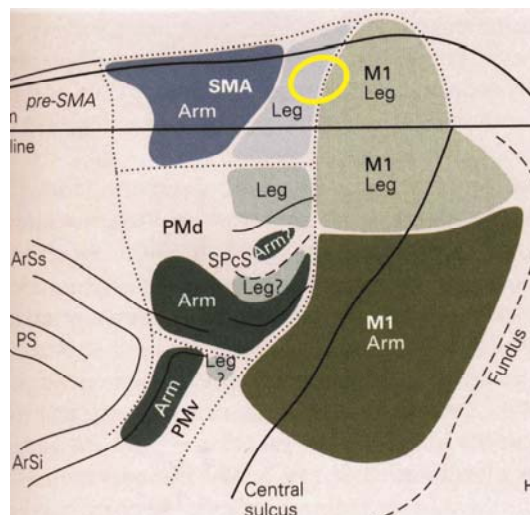 SMA
M1
Leg
pre-SMA
Arm
Leg
line
M1
Leg
Leg
PMd
ArSs
SPcS
Arm?
Leg?
Arm
PS
M1
Arm
Leg
?
Arm
PMv
Fundus
ArSi
Central
sulcus